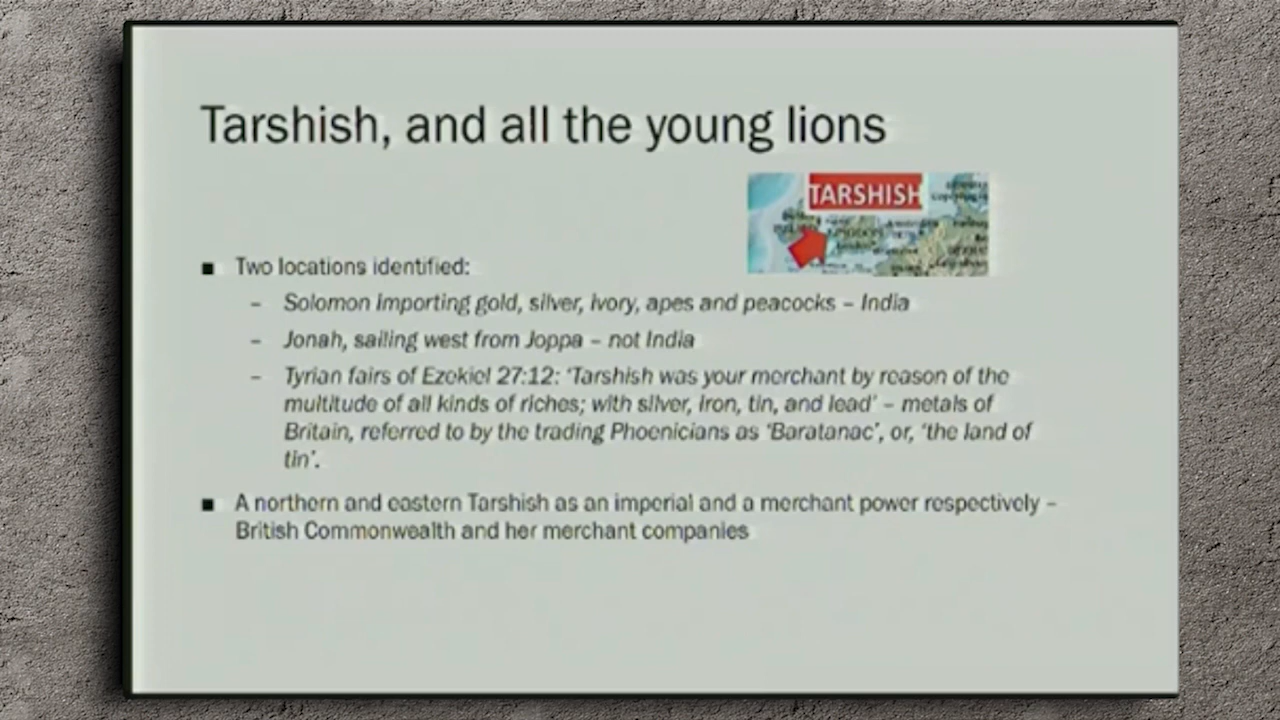 Tarshish, and all the young lions
TARSHISH
■ Two locations identified:
– Solomon importing gold, silver, ivory, apes and peacocks – India
– Jonah, sailing west from Joppa – not India
– Tyrian fairs of Ezekiel 27:12: ‘Tarshish was your merchant by reason of the
multitude of all kinds of riches; with silver, iron, tin, and lead’ – metals of
Britain, referred to by the trading Phoenicians as ‘Baratanac’, or, ‘the land of
tin’.
■ A northern and eastern Tarshish as an imperial and a merchant power respectively –
British Commonwealth and her merchant companies